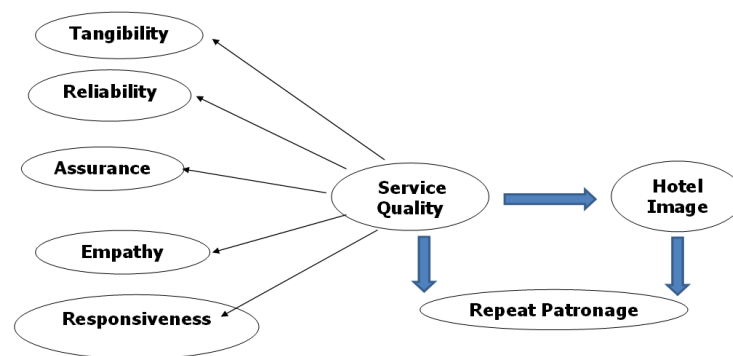 Tangibility
Reliability
Assurance
Empathy
Responsiveness
Service
Quality
Hotel
Image
Repeat Patronage